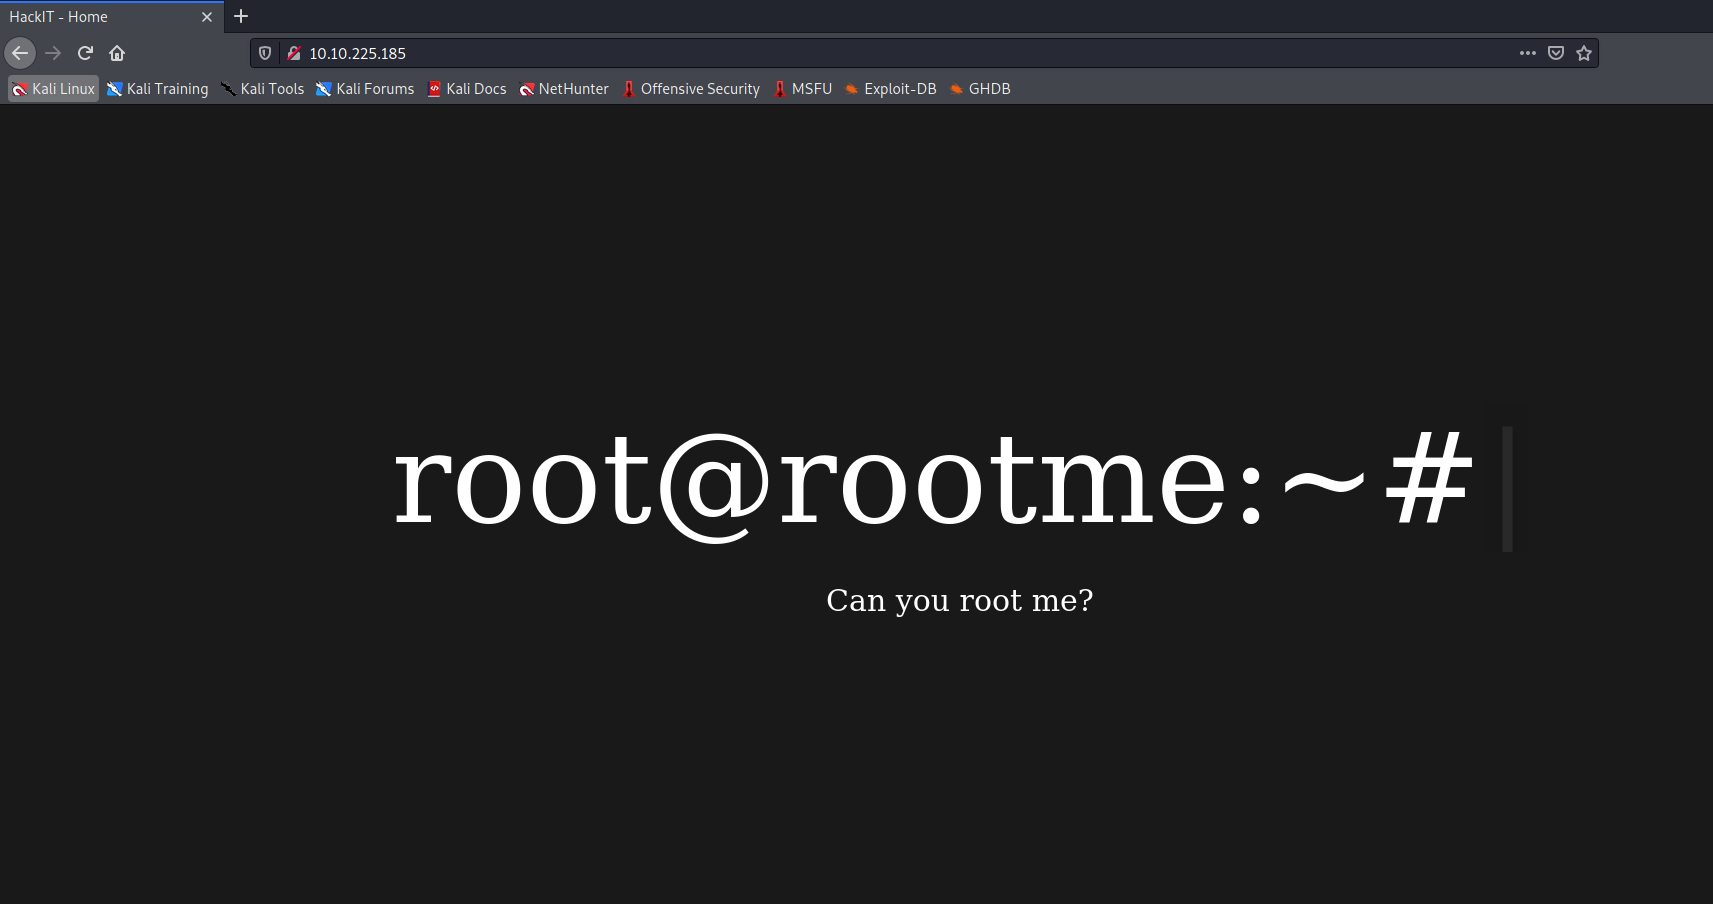 HackIT - Home
10.10.225.185
Kali Linux Kali Training Kali Tools Kali Forums Kali Docs NetHunter Offensive Security MSFU Exploit-DB GHDB
root@rootme:~#
Can you root me?